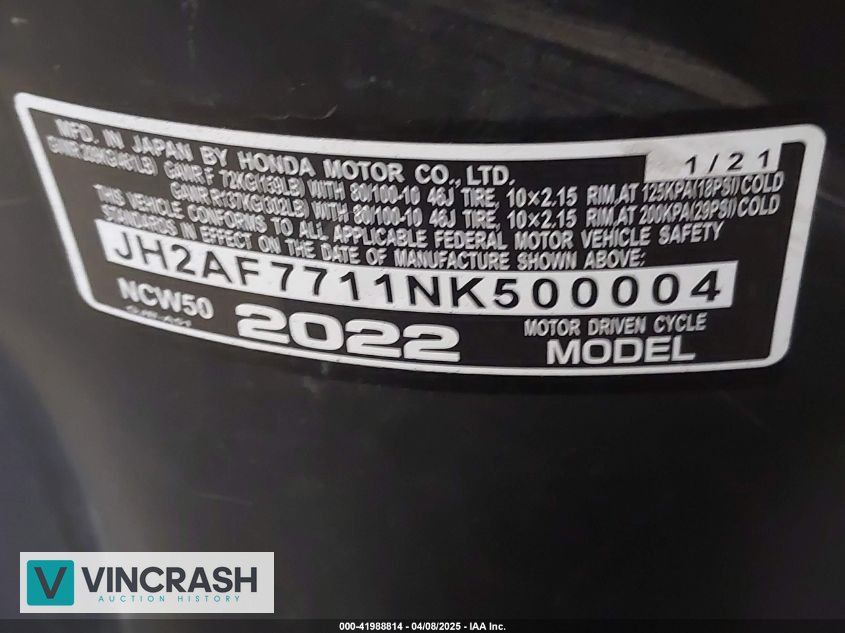 MFD. IN JAPAN BY HONDA MOTOR CO., LTD. 1/21
GAWR F 72KG(159LB) WITH 80/100-10 46J TIRE, 10×2.15 RIM, AT 125KPA(18PSI) COLD
GAWR R137KG(302LB) WITH 80/100-10 46J TIRE, 10×2.15 RIM, AT 200KPA(29PSI) COLD
THIS VEHICLE CONFORMS TO ALL APPLICABLE FEDERAL MOTOR VEHICLE SAFETY
STANDARDS IN EFFECT ON THE DATE OF MANUFACTURE SHOWN ABOVE:
JH2AF7711NK500004
NCW50
2022
MOTOR DRIVEN CYCLE
MODEL
VINCRASH
AUCTION HISTORY
000-41988814 - 04/08/2025 - IAA Inc.